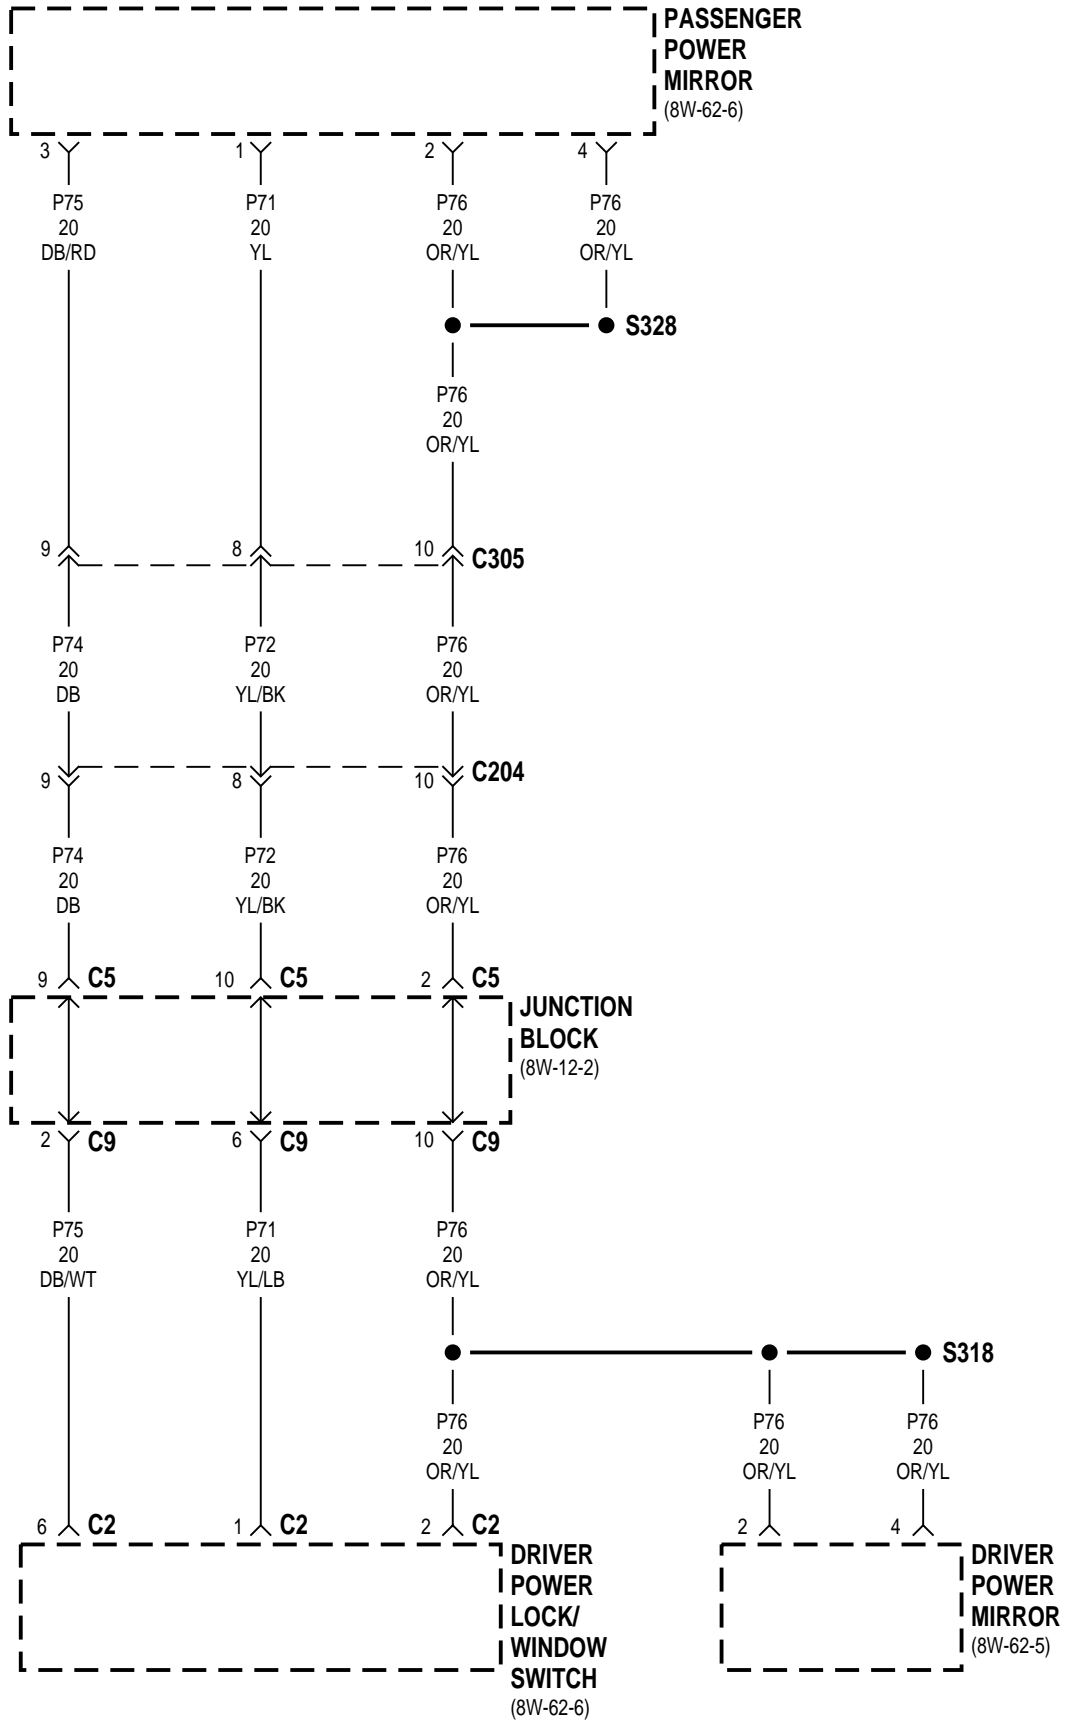 PASSENGER
POWER
MIRROR
(8W-62-6)
3 1 2 4
P75 P71 P76 P76
20 20 20 20
DB/RD YL OR/YL OR/YL
S328
P76
20
OR/YL
9 8 10 C305
P74 P72 P76
20 20 20
DB YL/BK OR/YL
9 8 10 C204
P74 P72 P76
20 20 20
DB YL/BK OR/YL
9 C5 10 C5 2 C5
JUNCTION
BLOCK
(8W-12-2)
2 C9 6 C9 10 C9
P75 P71 P76
20 20 20
DB/WT YL/LB OR/YL
S318
P76 P76 P76
20 20 20
OR/YL OR/YL OR/YL
6 C2 1 C2 2 C2 2 4
DRIVER
POWER
LOCK/
WINDOW
SWITCH
(8W-62-6)
DRIVER
POWER
MIRROR
(8W-62-5)